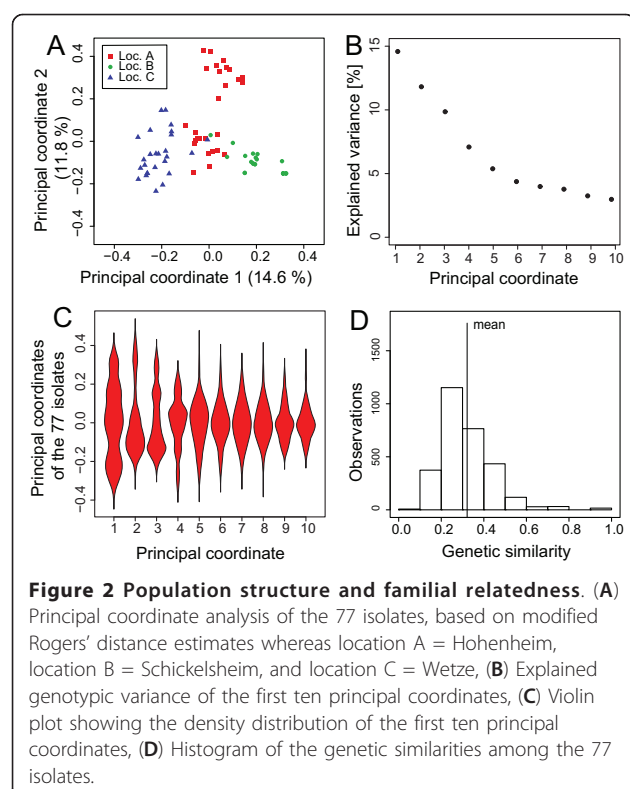 A
Loc. A
Loc. B
Loc. C
Principal coordinate 2
(11.8 %)
0.4
0.2
0.0
−0.2
−0.4
−0.4 −0.2 0.0 0.2 0.4
Principal coordinate 1 (14.6 %)
B
Explained variance [%]
15
10
5
0
1 2 3 4 5 6 7 8 9 10
Principal coordinate
C
Principal coordinates
of the 77 isolates
0.4
0.2
0.0
−0.2
−0.4
1 2 3 4 5 6 7 8 9 10
Principal coordinate
D
mean
Observations
1500
1000
500
0
0.0 0.2 0.4 0.6 0.8 1.0
Genetic similarity
Figure 2 Population structure and familial relatedness. (A)
Principal coordinate analysis of the 77 isolates, based on modified
Rogers' distance estimates whereas location A = Hohenheim,
location B = Schickelsheim, and location C = Wetze, (B) Explained
genotypic variance of the first ten principal coordinates, (C) Violin
plot showing the density distribution of the first ten principal
coordinates, (D) Histogram of the genetic similarities among the 77
isolates.